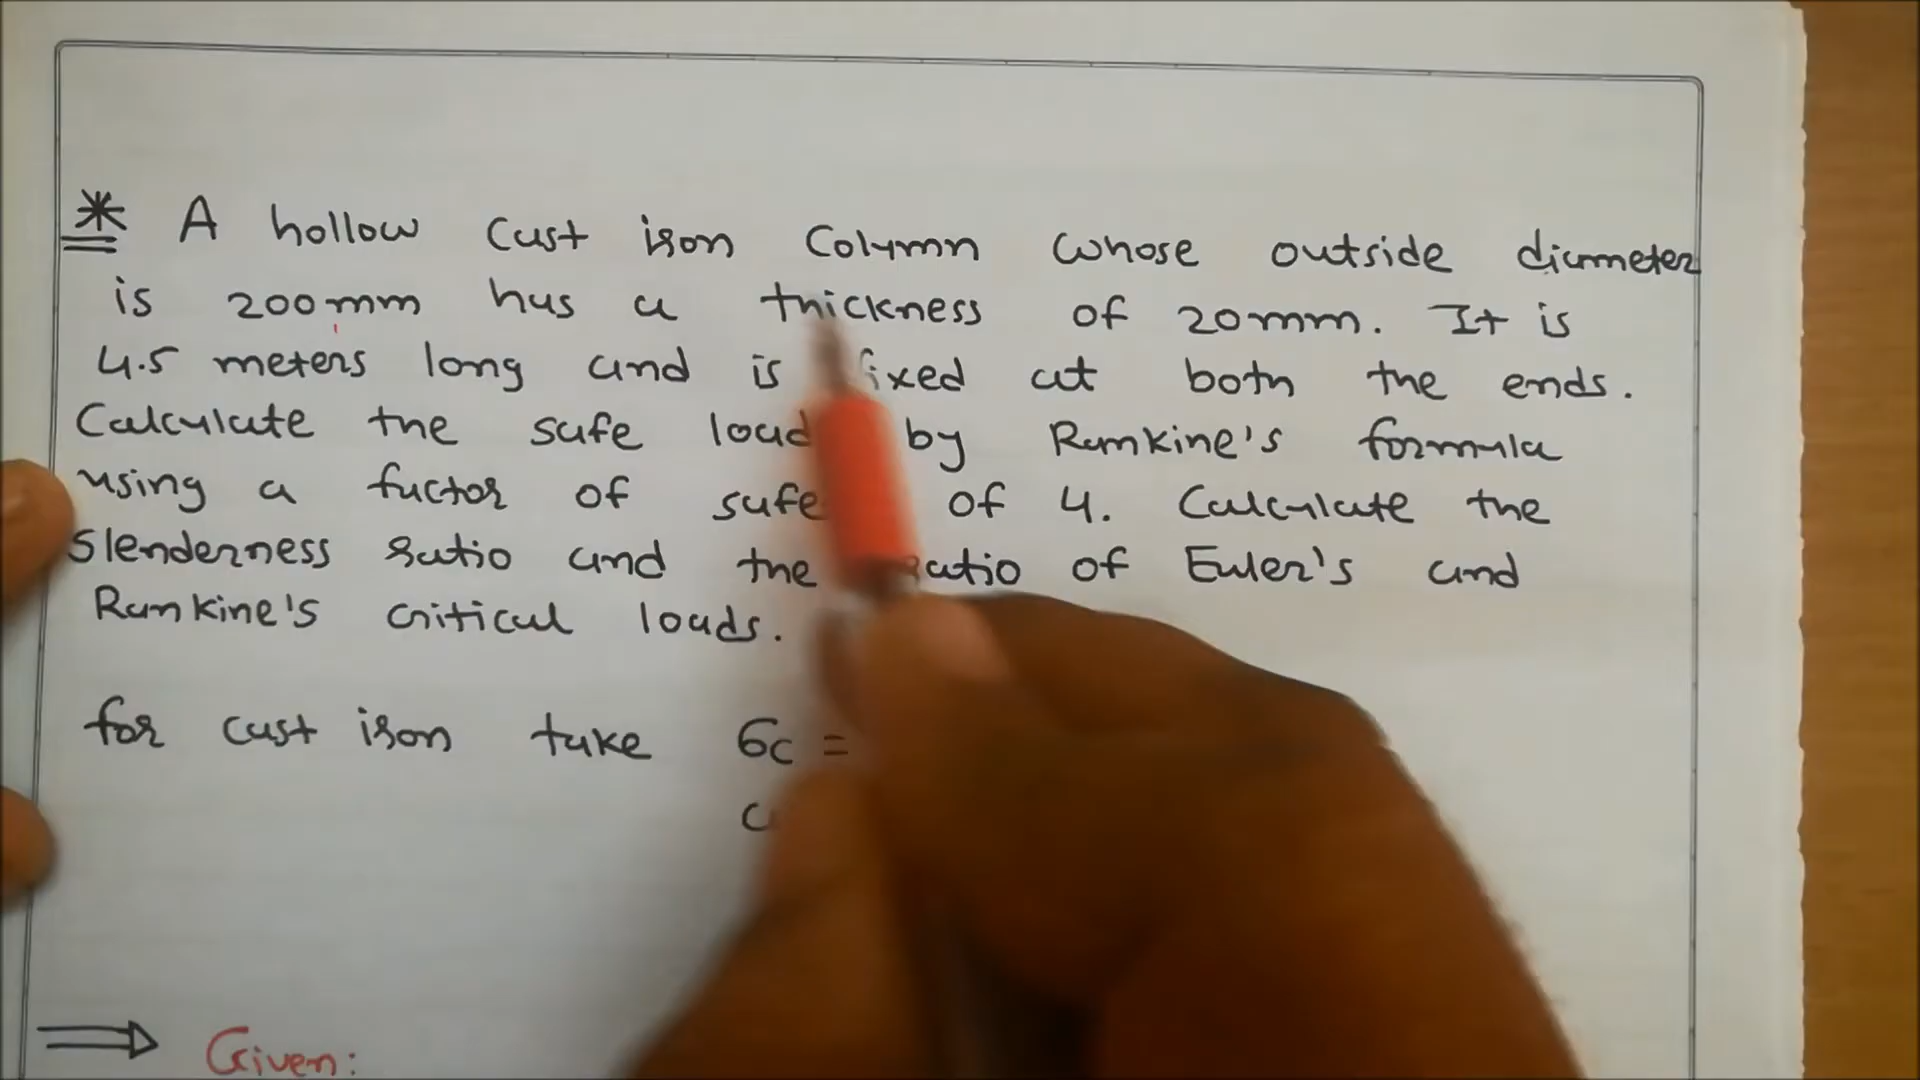 * A hollow cast iron column whose outside diameter
is 200mm has a thickness of 20mm. It is
4.5 meters long and is fixed at both the ends.
Calculate the safe load by Rankine's formula
using a factor of of 4. Calculate the
slenderness ratio and the ratio of Euler's and
Rankine's critical loads.
for cast iron take σc =
⇒ Given: